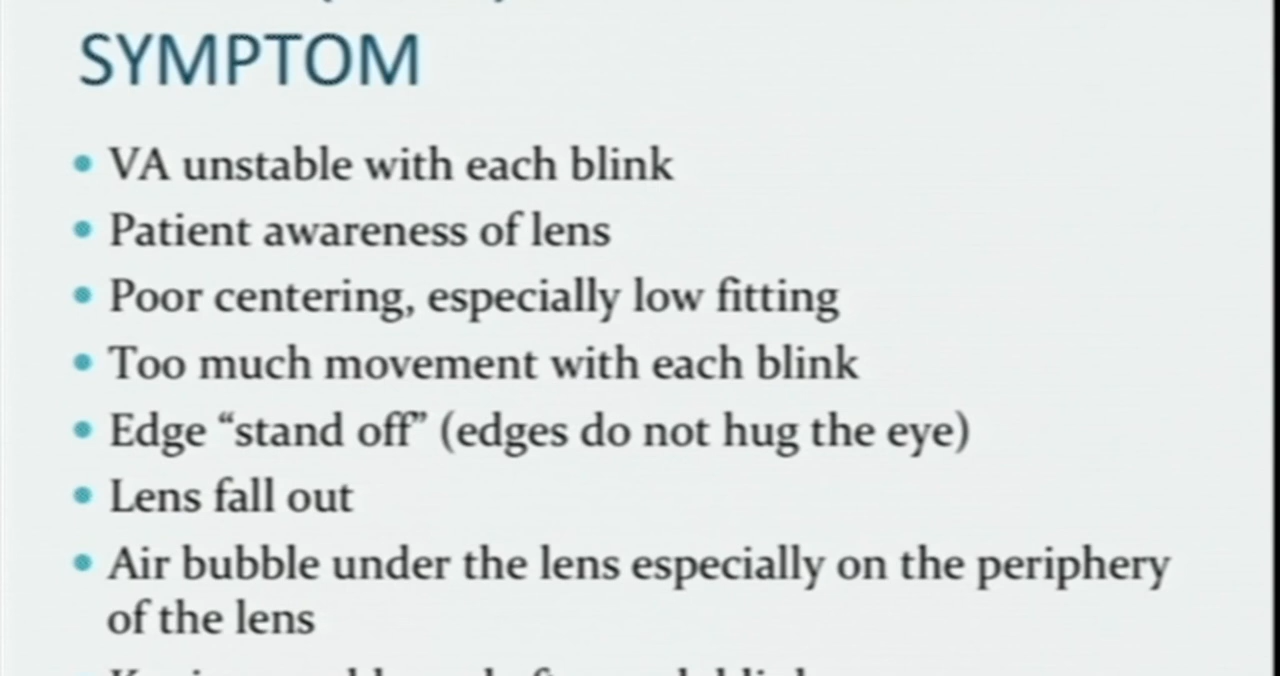 SYMPTOM
• VA unstable with each blink
• Patient awareness of lens
• Poor centering, especially low fitting
• Too much movement with each blink
• Edge “stand off” (edges do not hug the eye)
• Lens fall out
• Air bubble under the lens especially on the periphery
of the lens